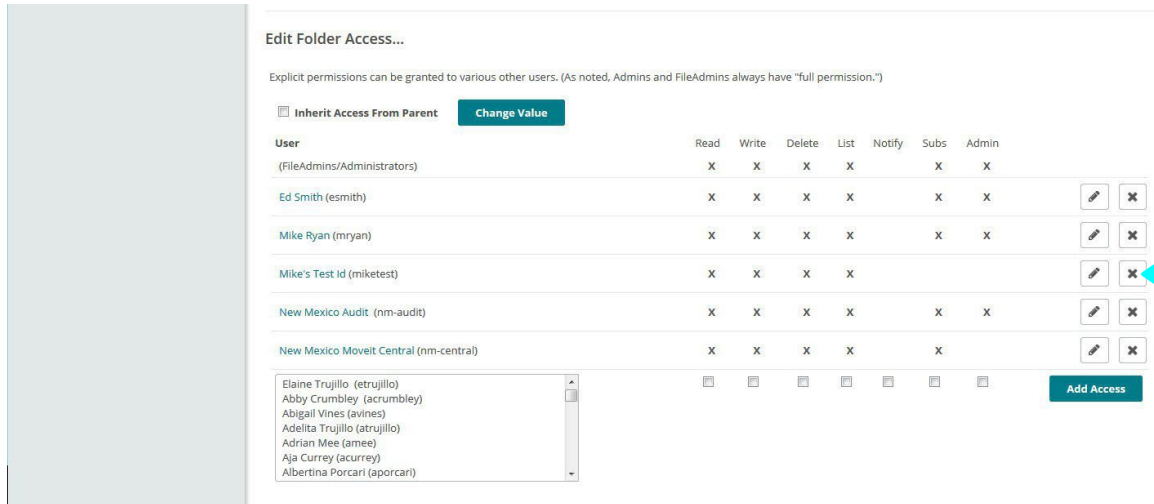 Edit Folder Access...
Explicit permissions can be granted to various other users. (As noted, Admins and FileAdmins always have "full permission.")
Inherit Access From Parent Change Value
User Read Write Delete List Notify Subs Admin
(FileAdmins/Administrators) X X X X X X
Ed Smith (esmith) X X X X X X
Mike Ryan (mryan) X X X X X X
Mike's Test Id (miketest) X X X X
New Mexico Audit (nm-audit) X X X X X X
New Mexico Moveit Central (nm-central) X X X X X
Elaine Trujillo (etrujillo)
Abby Crumbley (acrumbley)
Abigail Vines (avines)
Adelita Trujillo (atrujillo)
Adrian Mee (amee)
Aja Currey (acurrey)
Albertina Porcari (aporcari)
Add Access